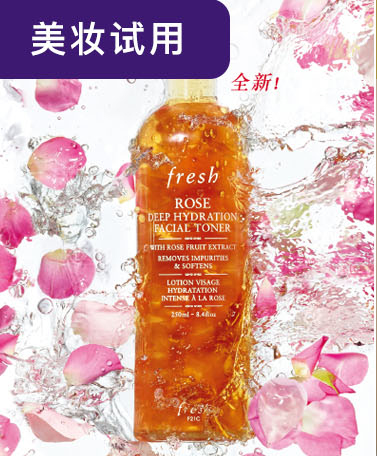 美妆试用
全新!
fresh
ROSE
DEEP HYDRATION
FACIAL TONER
WITH ROSE FRUIT EXTRACT
REMOVES IMPURITIES
& SOFTENS
LOTION VISAGE
HYDRATATION
INTENSE À LA ROSE
250ml - 8.4fl.oz
fresh
F21C